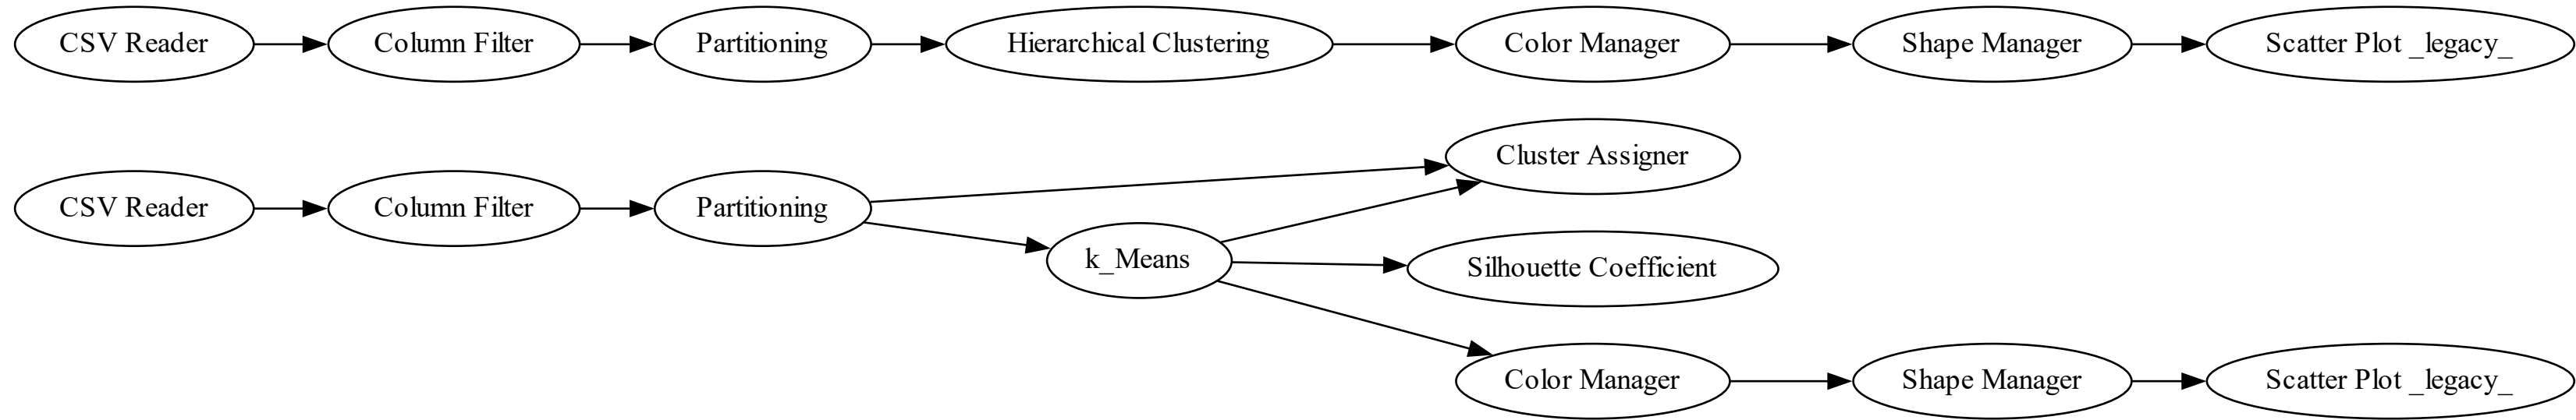 CSV Reader
Column Filter
Partitioning
Hierarchical Clustering
Color Manager
Shape Manager
Scatter Plot _legacy_
Cluster Assigner
CSV Reader
Column Filter
Partitioning
k_Means
Silhouette Coefficient
Color Manager
Shape Manager
Scatter Plot _legacy_